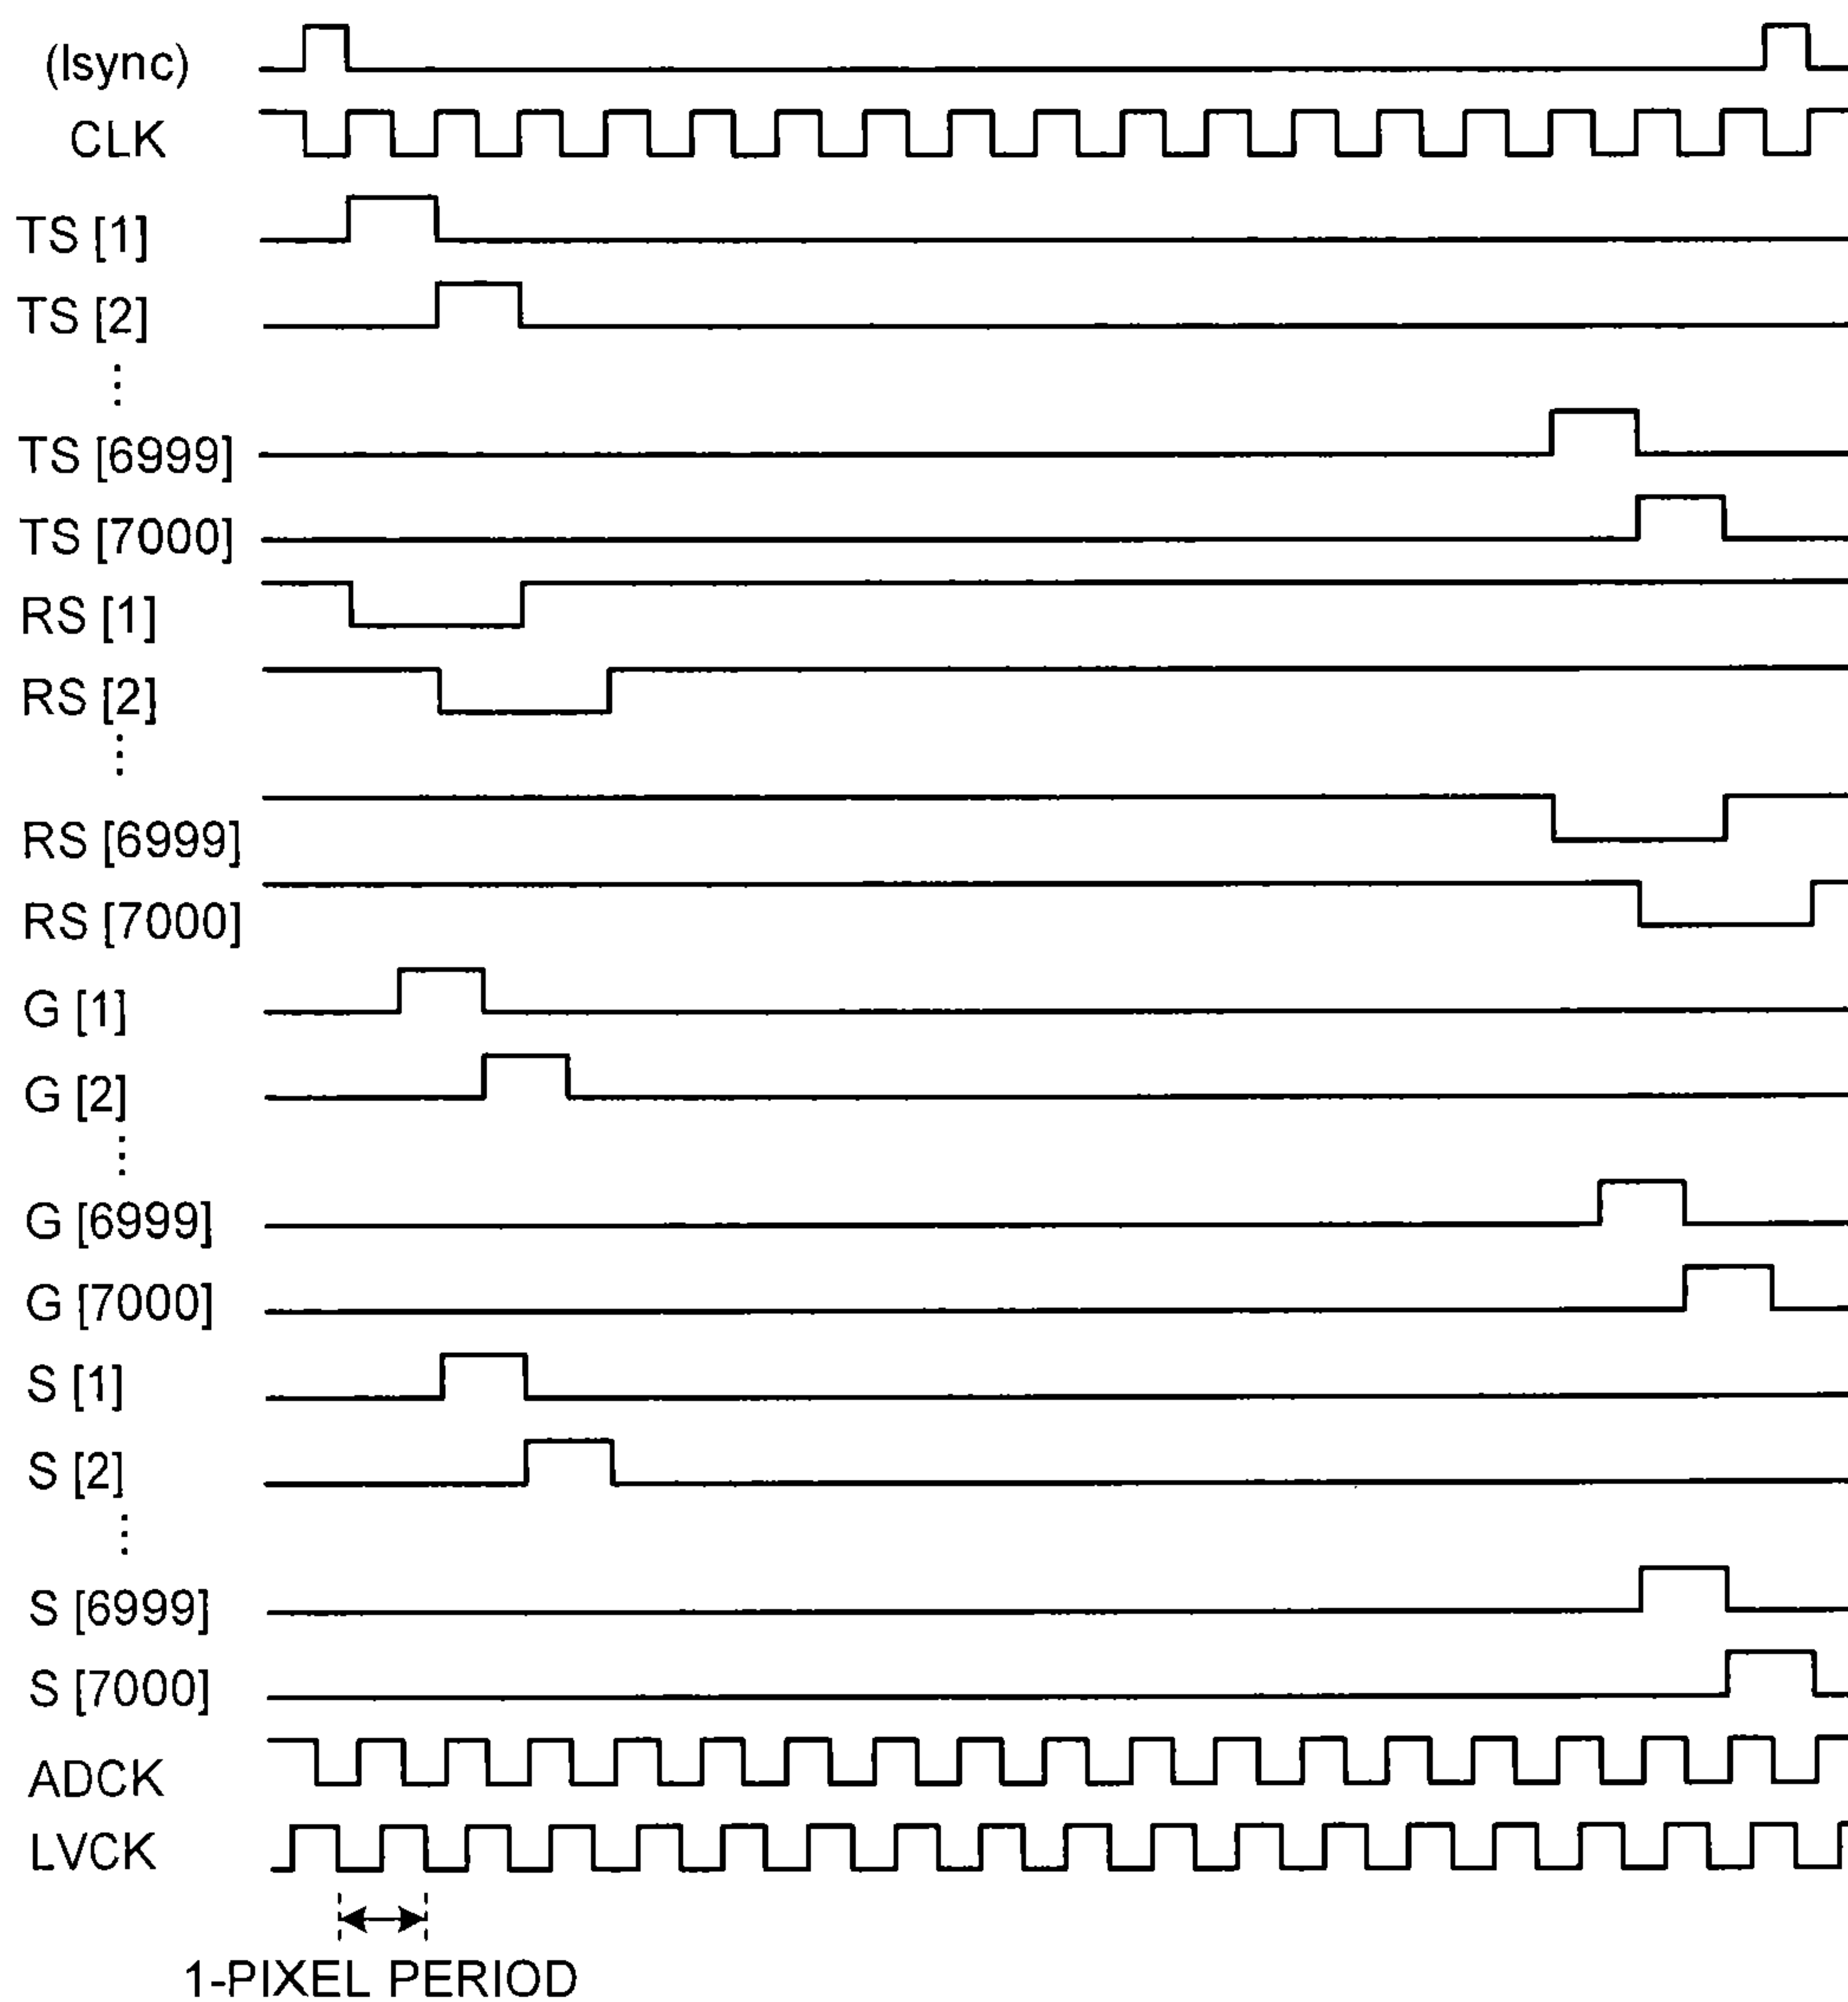 (lsync)
CLK
TS [1]
TS [2]
⋮
TS [6999]
TS [7000]
RS [1]
RS [2]
⋮
RS [6999]
RS [7000]
G [1]
G [2]
⋮
G [6999]
G [7000]
S [1]
S [2]
⋮
S [6999]
S [7000]
ADCK
LVCK
1-PIXEL PERIOD